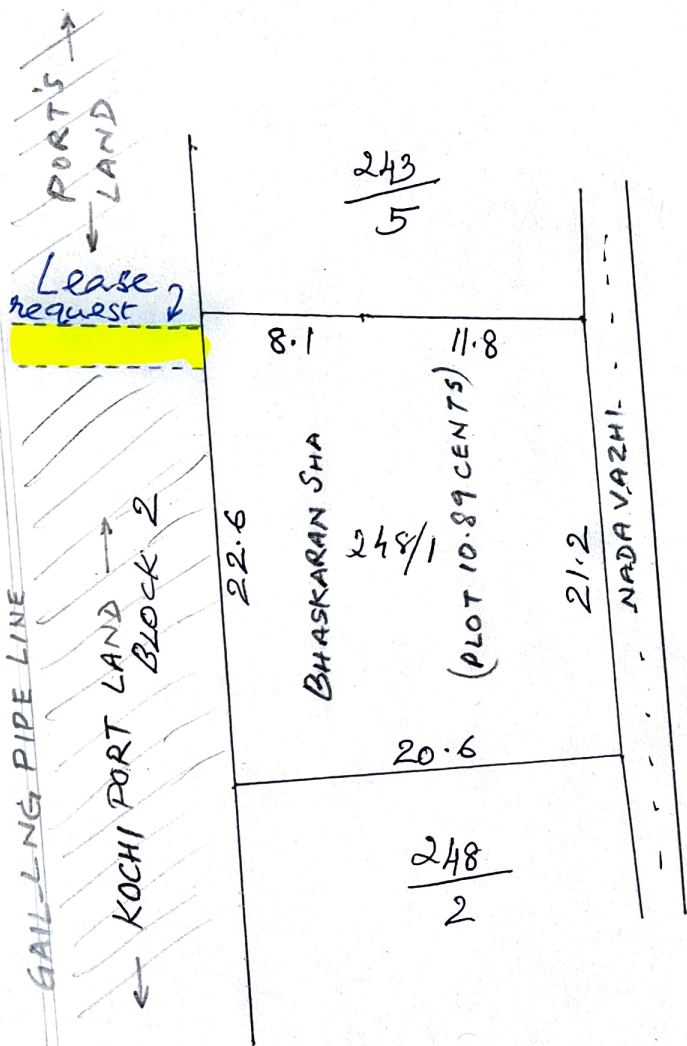 PORT'S
LAND
243
5
Lease
request
8.1
11.8
BHASKARAN SHA
248/1
(PLOT 10.89 CENTS)
22.6
21.2
NADAVAZHI
20.6
GAIL LNG PIPE LINE
KOCHI PORT LAND
BLOCK 2
248
2